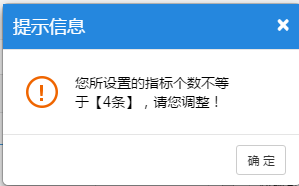 提示信息
您所设置的指标个数不等
于【4条】，请您调整！
确定